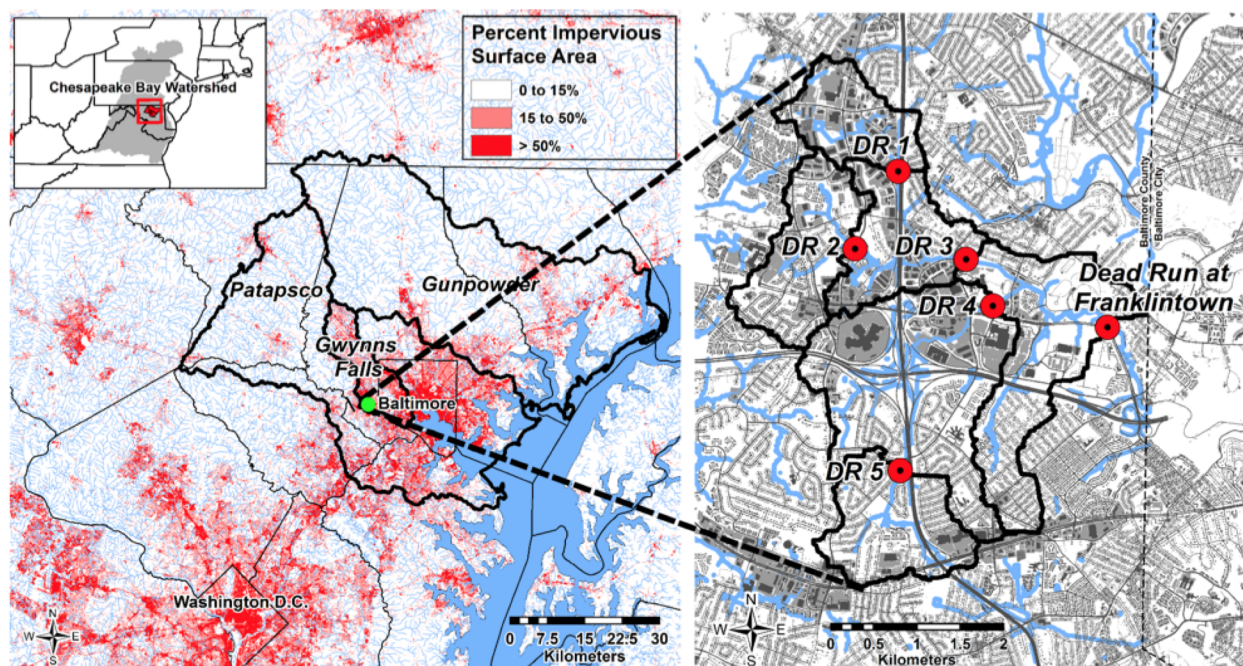 Chesapeake Bay Watershed
Percent Impervious
Surface Area
0 to 15%
15 to 50%
> 50%
Patapsco
Gunpowder
Gwynns
Falls
Baltimore
Washington D.C.
N
W E
S
0 7.5 15 22.5 30
Kilometers
DR 1
DR 2
DR 3
DR 4
DR 5
Dead Run at
Franklintown
Baltimore County
Baltimore City
N
W E
S
0 0.5 1 1.5 2
Kilometers